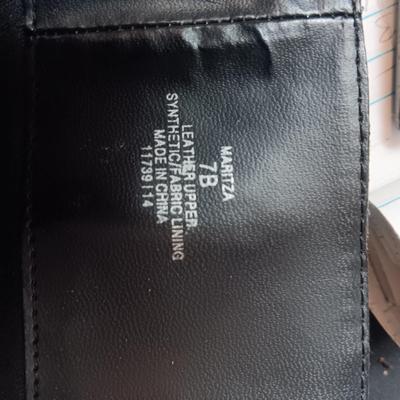 MARITZA
7B
LEATHER UPPER
SYNTHETIC/FABRIC LINING
MADE IN CHINA
11739114